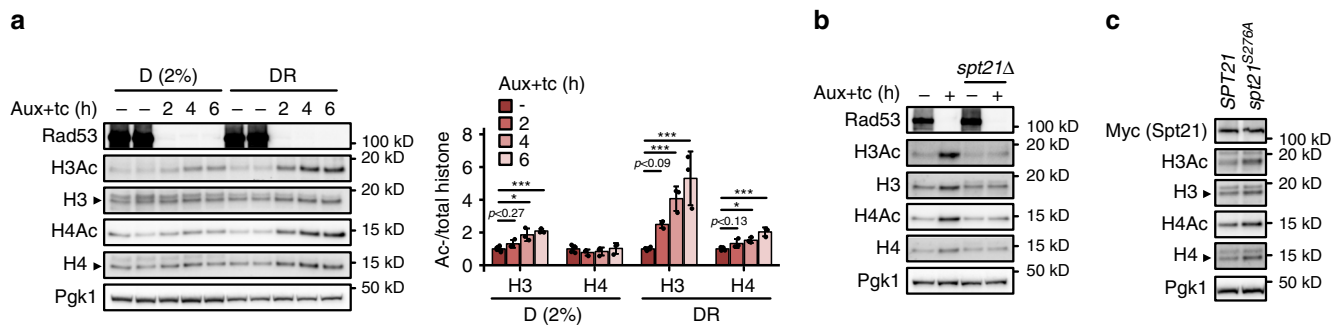 a
D (2%) DR
Aux+tc (h) – – 2 4 6 – – 2 4 6
Rad53 100 kD
H3Ac 20 kD
H3 20 kD
H4Ac 15 kD
H4 15 kD
Pgk1 50 kD
Aux+tc (h)
-
2
4
6
Ac-/total histone
8
6
4
2
0
p<0.27
*
***
p<0.09
***
***
p<0.13
*
***
H3 H4 H3 H4
D (2%) DR
b
spt21Δ
Aux+tc (h) – + – +
Rad53 100 kD
H3Ac 20 kD
H3 20 kD
H4Ac 15 kD
H4 15 kD
Pgk1 50 kD
c
SPT21
spt21S276A
Myc (Spt21) 100 kD
H3Ac 20 kD
H3 20 kD
H4Ac 15 kD
H4 15 kD
Pgk1 50 kD